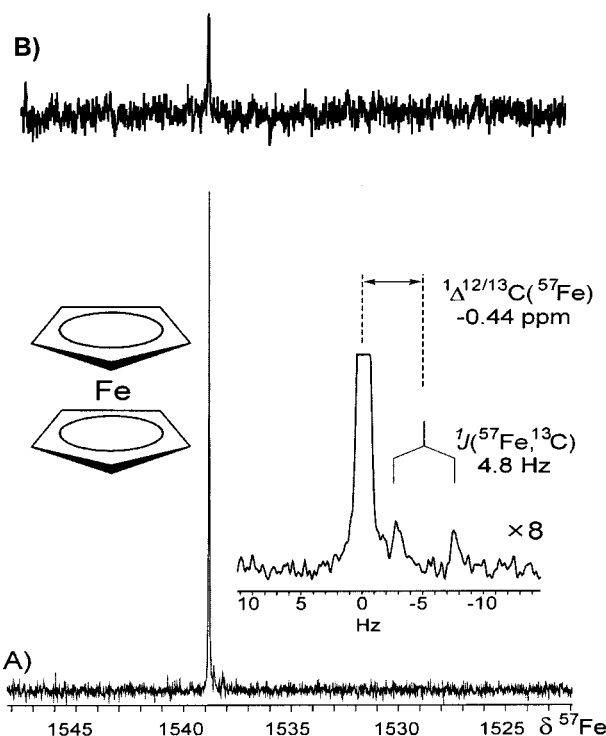 B)
¹Δ¹²/¹³C(⁵⁷Fe)
-0.44 ppm
Fe
¹J(⁵⁷Fe,¹³C)
4.8 Hz
×8
10 5 0 -5 -10
Hz
A)
1545 1540 1535 1530 1525 δ ⁵⁷Fe